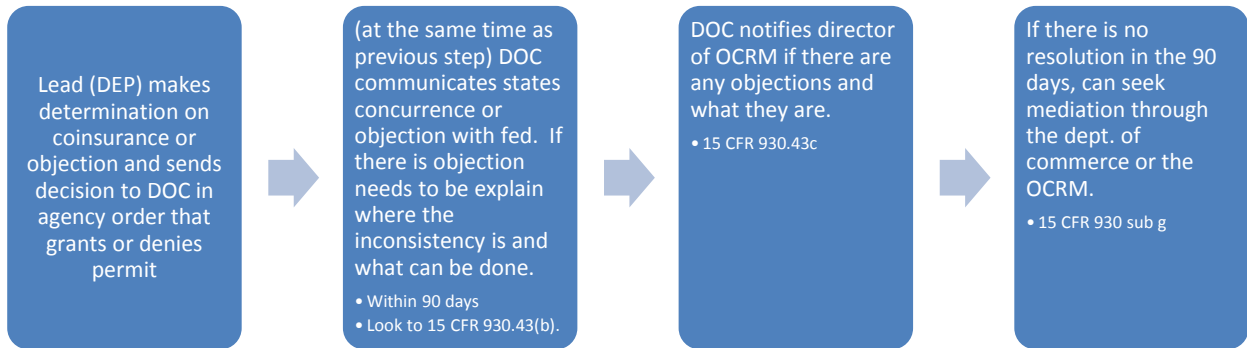 Lead (DEP) makes
determination on
coinsurance or
objection and sends
decision to DOC in
agency order that
grants or denies
permit
(at the same time as
previous step) DOC
communicates states
concurrence or
objection with fed.  If
there is objection
needs to be explain
where the
inconsistency is and
what can be done.
• Within 90 days
• Look to 15 CFR 930.43(b).
DOC notifies director
of OCRM if there are
any objections and
what they are.
• 15 CFR 930.43c
If there is no
resolution in the 90
days, can seek
mediation through
the dept. of
commerce or the
OCRM.
• 15 CFR 930 sub g